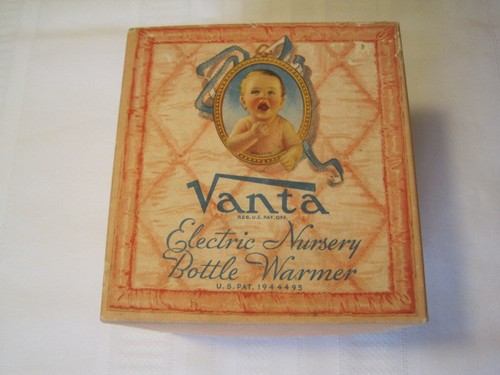 Vanta
REG. U.S. PAT. OFF.
Electric Nursery
Bottle Warmer
U.S. PAT. 1944495